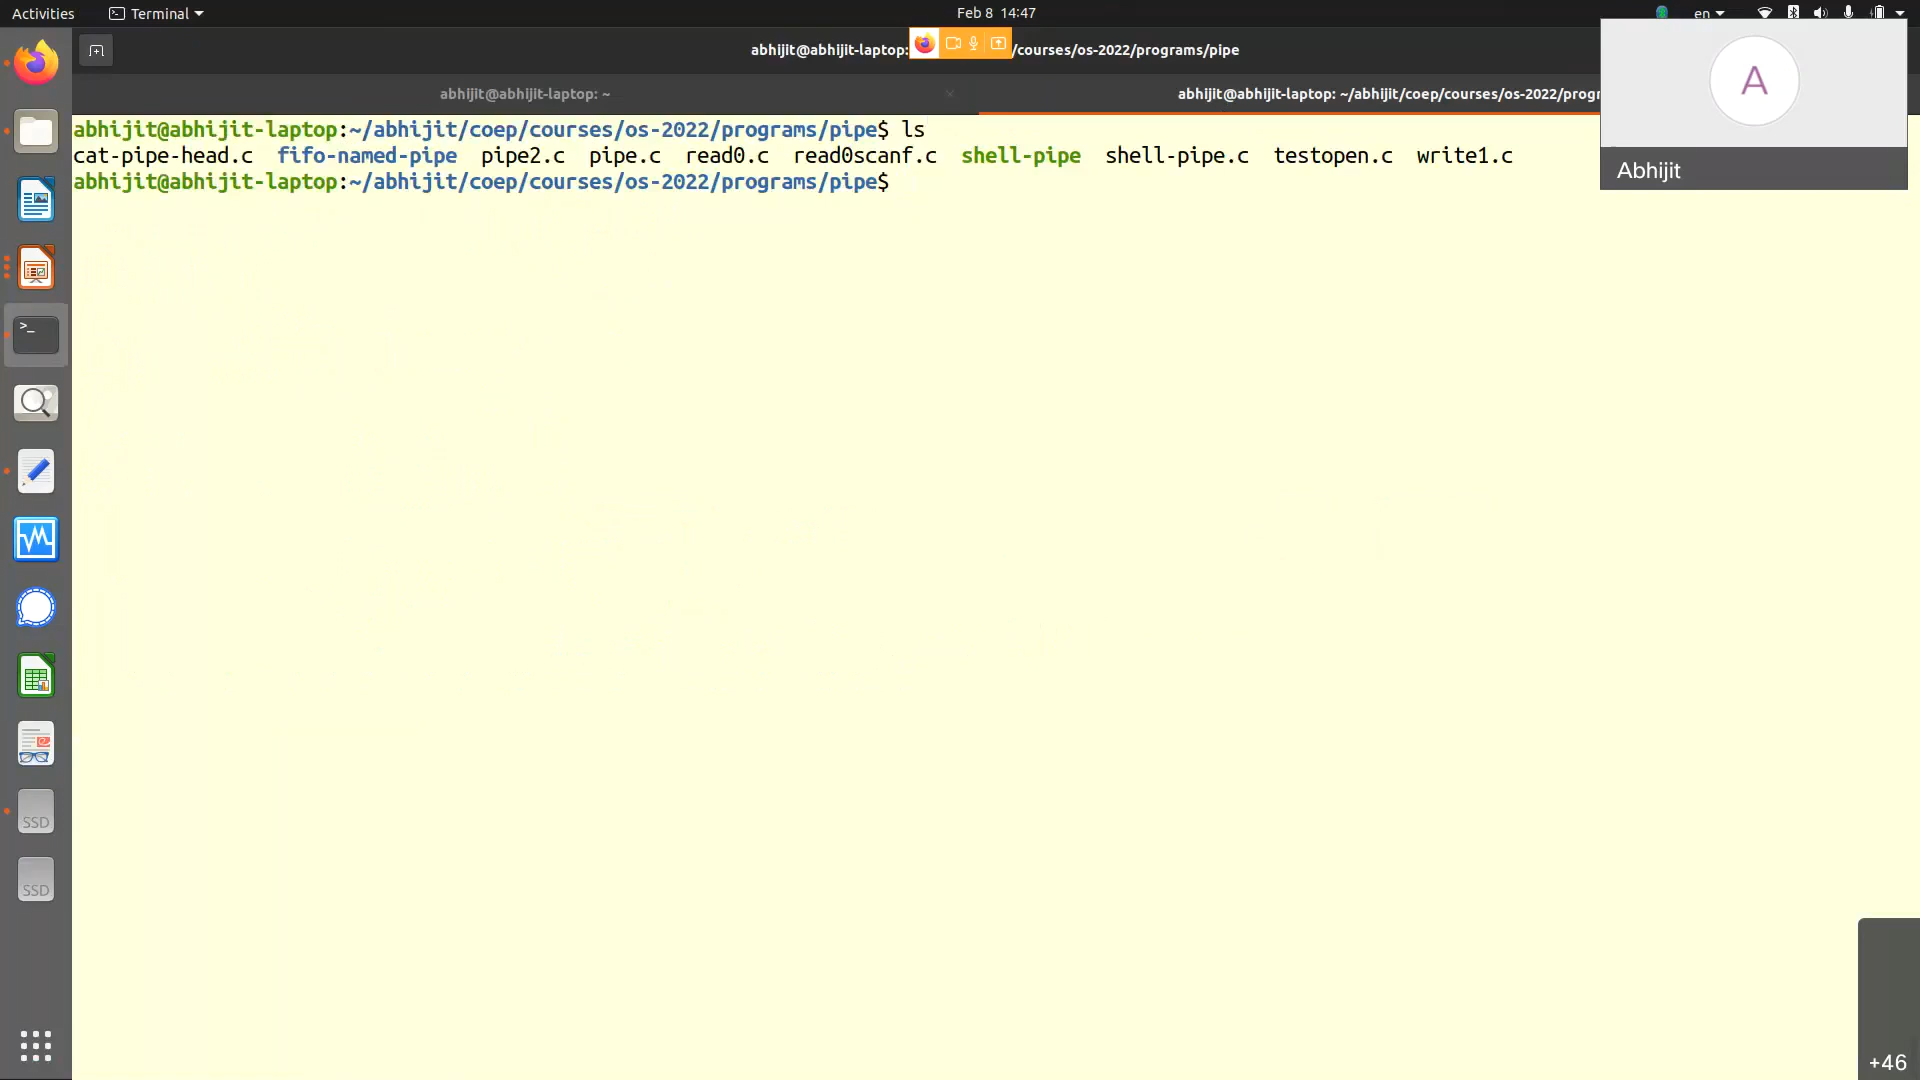 Activities
Terminal
Feb 8 14:47
en
abhijit@abhijit-laptop: /courses/os-2022/programs/pipe
abhijit@abhijit-laptop: ~
abhijit@abhijit-laptop: ~/abhijit/coep/courses/os-2022/progr
abhijit@abhijit-laptop:~/abhijit/coep/courses/os-2022/programs/pipe$ ls
cat-pipe-head.c fifo-named-pipe pipe2.c pipe.c read0.c read0scanf.c shell-pipe shell-pipe.c testopen.c write1.c
abhijit@abhijit-laptop:~/abhijit/coep/courses/os-2022/programs/pipe$
A
Abhijit
>_
SSD
SSD
+46